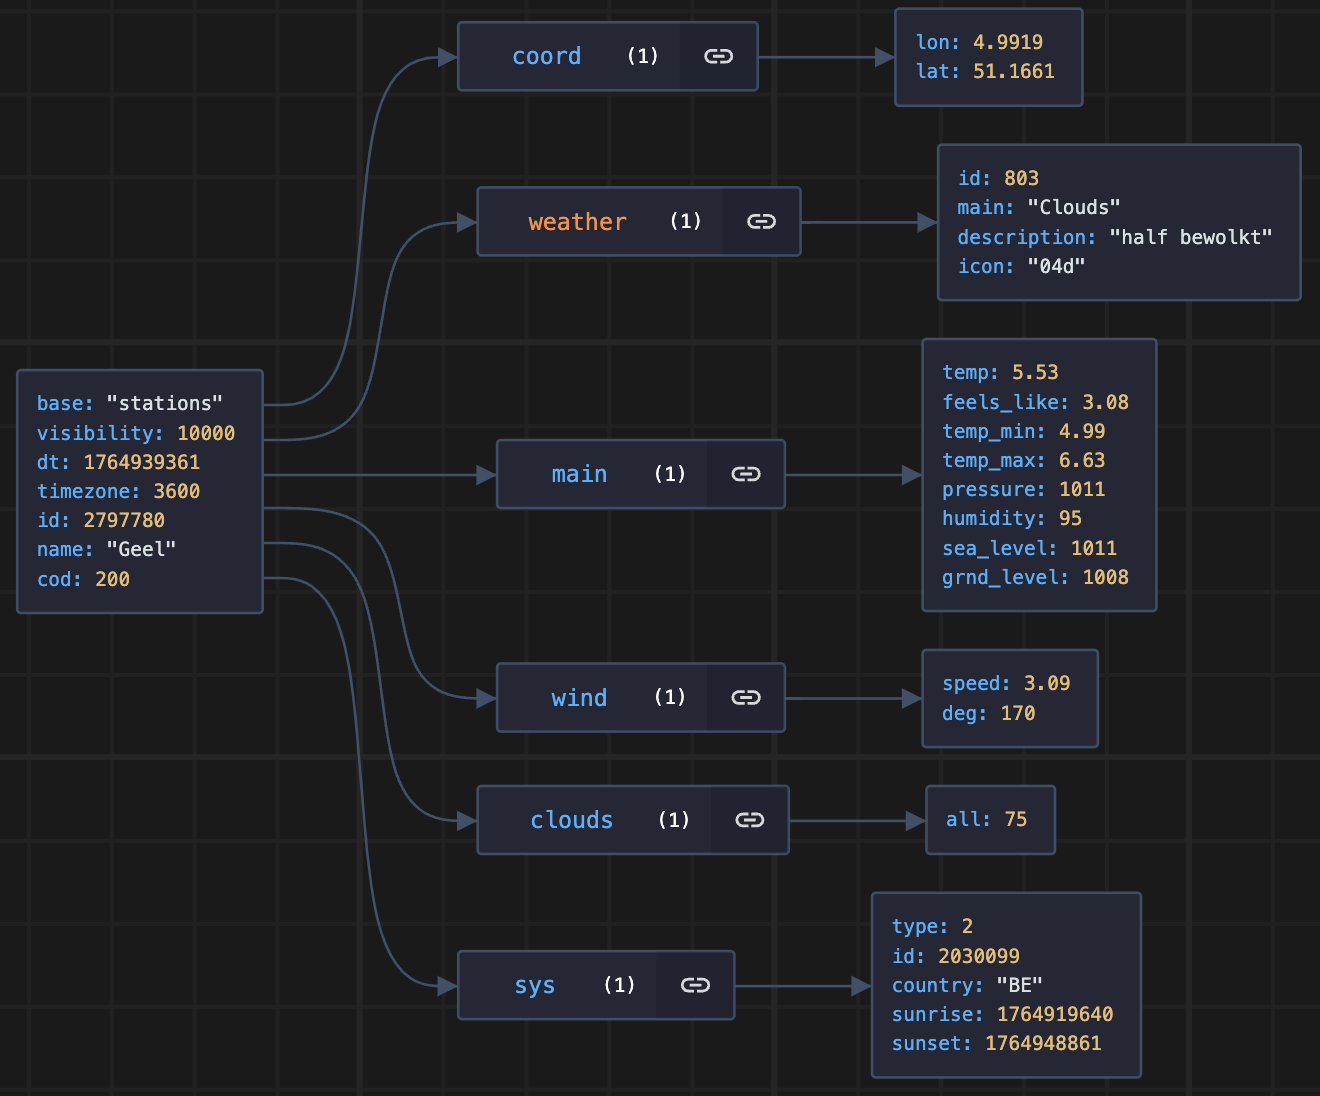 coord (1)
lon: 4.9919
lat: 51.1661
weather (1)
id: 803
main: "Clouds"
description: "half bewolkt"
icon: "04d"
base: "stations"
visibility: 10000
dt: 1764939361
timezone: 3600
id: 2797780
name: "Geel"
cod: 200
main (1)
temp: 5.53
feels_like: 3.08
temp_min: 4.99
temp_max: 6.63
pressure: 1011
humidity: 95
sea_level: 1011
grnd_level: 1008
wind (1)
speed: 3.09
deg: 170
clouds (1)
all: 75
sys (1)
type: 2
id: 2030099
country: "BE"
sunrise: 1764919640
sunset: 1764948861